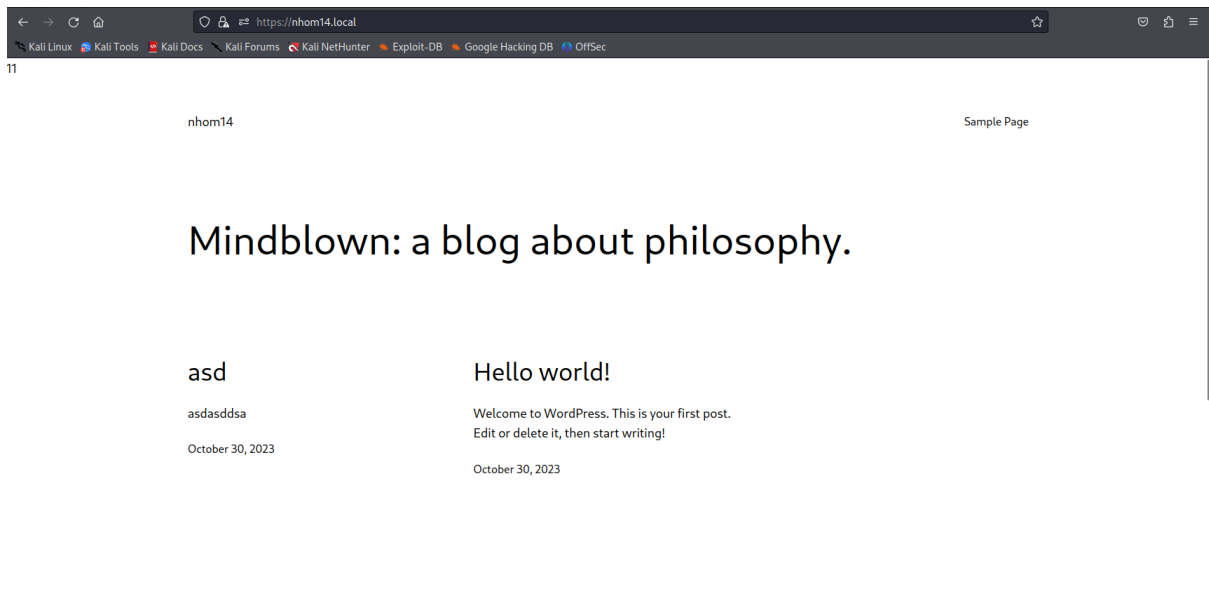 https://nhom14.local
Kali Linux Kali Tools Kali Docs Kali Forums Kali NetHunter Exploit-DB Google Hacking DB OffSec
11
nhom14 Sample Page
Mindblown: a blog about philosophy.
asd
asdasddsa
October 30, 2023
Hello world!
Welcome to WordPress. This is your first post.
Edit or delete it, then start writing!
October 30, 2023